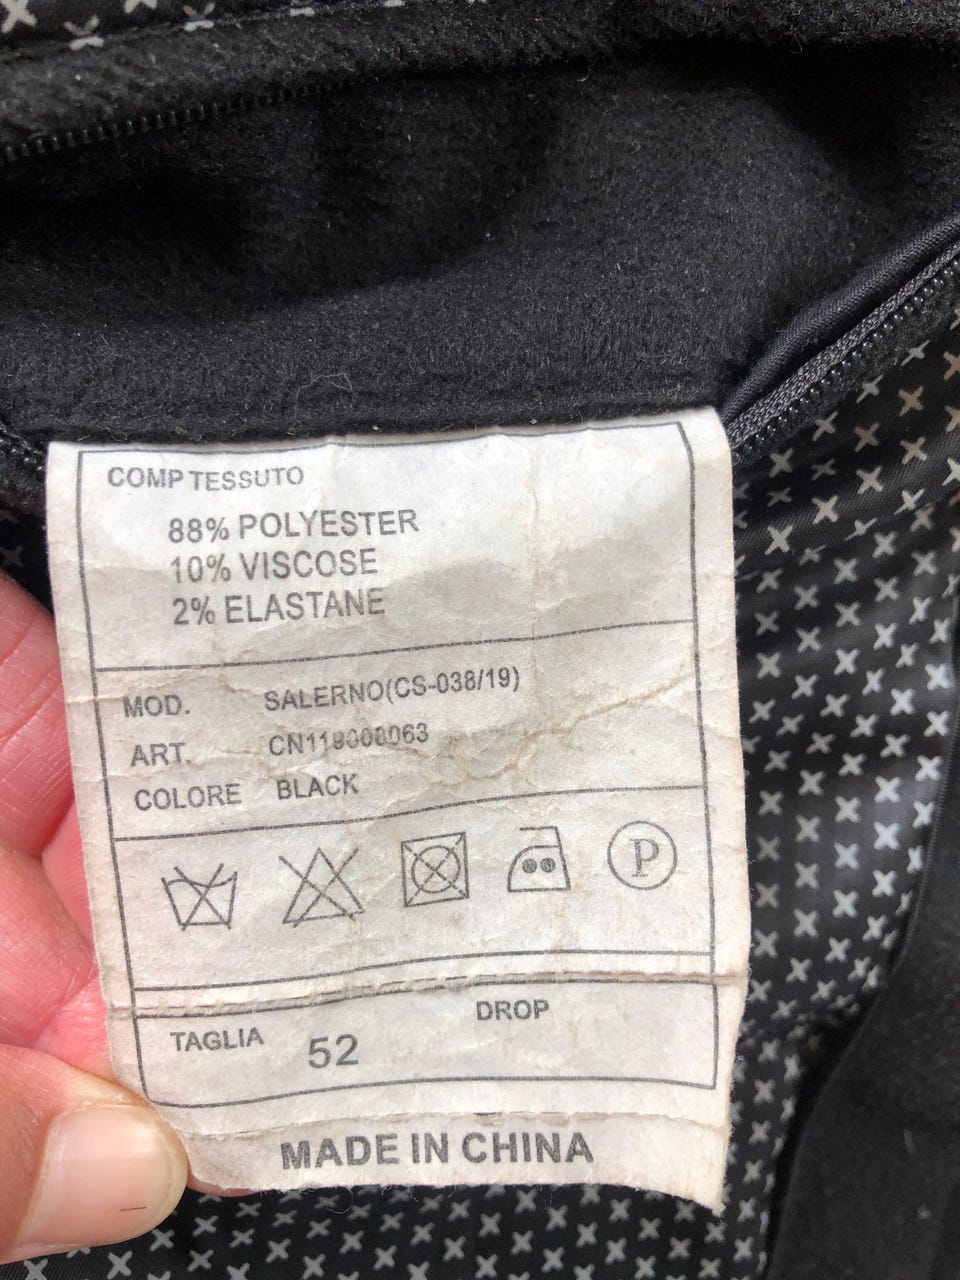 COMP TESSUTO
88% POLYESTER
10% VISCOSE
2% ELASTANE
MOD. SALERNO(CS-038/19)
ART.
COLORE BLACK
P
DROP
TAGLIA 52
MADE IN CHINA